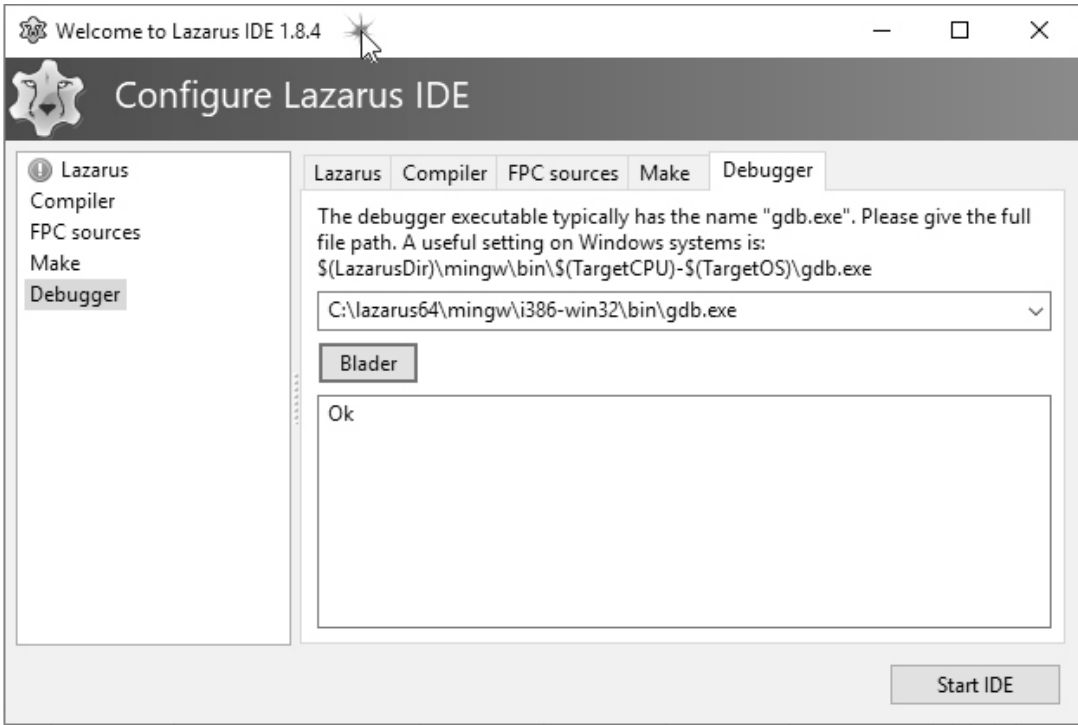 Welcome to Lazarus IDE 1.8.4
Configure Lazarus IDE
Lazarus
Compiler
FPC sources
Make
Debugger
Lazarus Compiler FPC sources Make Debugger
The debugger executable typically has the name "gdb.exe". Please give the full
file path. A useful setting on Windows systems is:
$(LazarusDir)\mingw\bin\$(TargetCPU)-$(TargetOS)\gdb.exe
C:\lazarus64\mingw\i386-win32\bin\gdb.exe
Blader
Ok
Start IDE